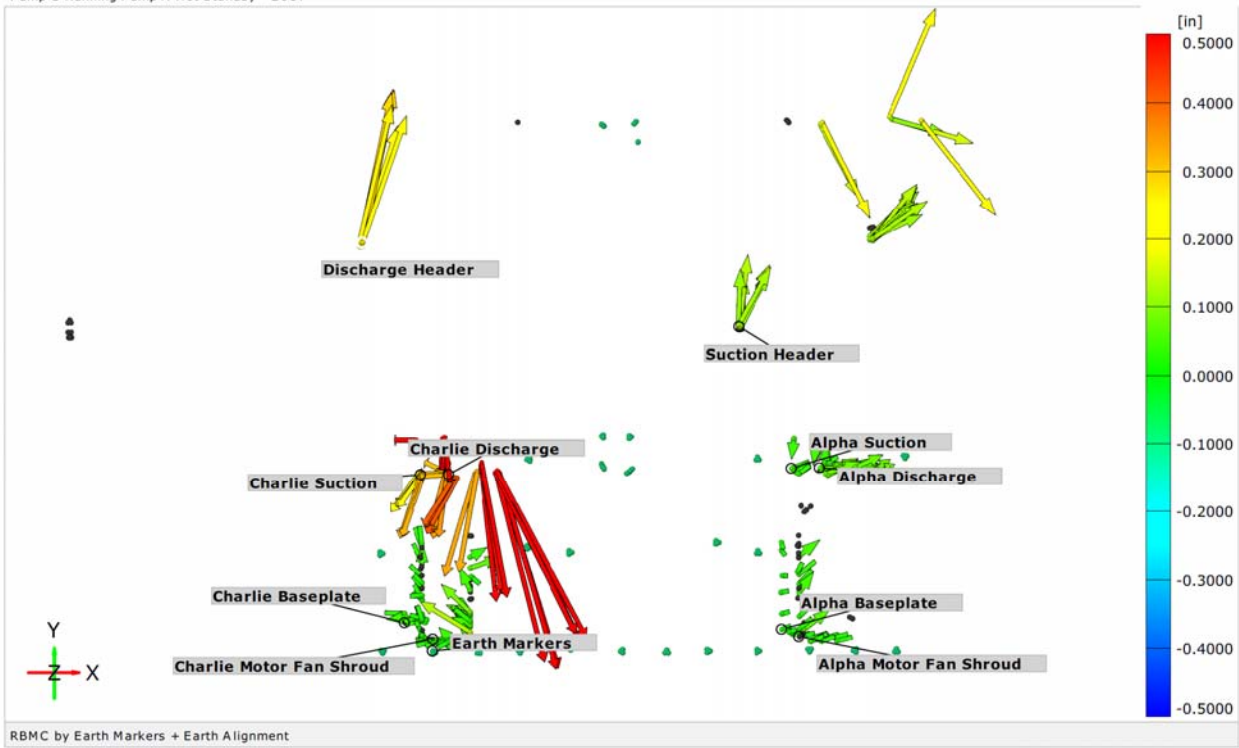 [in]
0.5000
0.4000
0.3000
0.2000
0.1000
0.0000
-0.1000
-0.2000
-0.3000
-0.4000
-0.5000
Discharge Header
Suction Header
Charlie Discharge
Alpha Suction
Charlie Suction
Alpha Discharge
Charlie Baseplate
Alpha Baseplate
Earth Markers
Charlie Motor Fan Shroud
Alpha Motor Fan Shroud
Y
Z
X
RBMC by Earth Markers + Earth Alignment